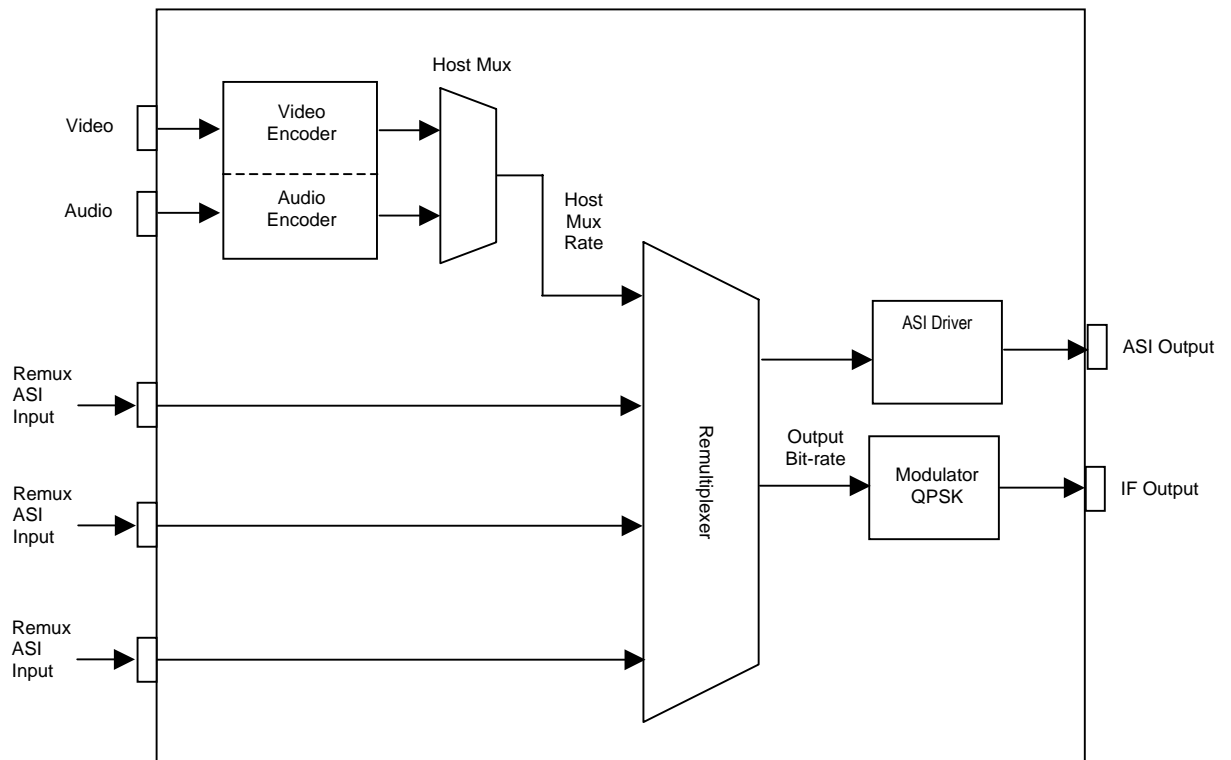 Host Mux
Video
Video
Encoder
Audio
Audio
Encoder
Host
Mux
Rate
ASI Driver
ASI Output
Remux
ASI
Input
Remultiplexer
Output
Bit-rate
Modulator
QPSK
IF Output
Remux
ASI
Input
Remux
ASI
Input